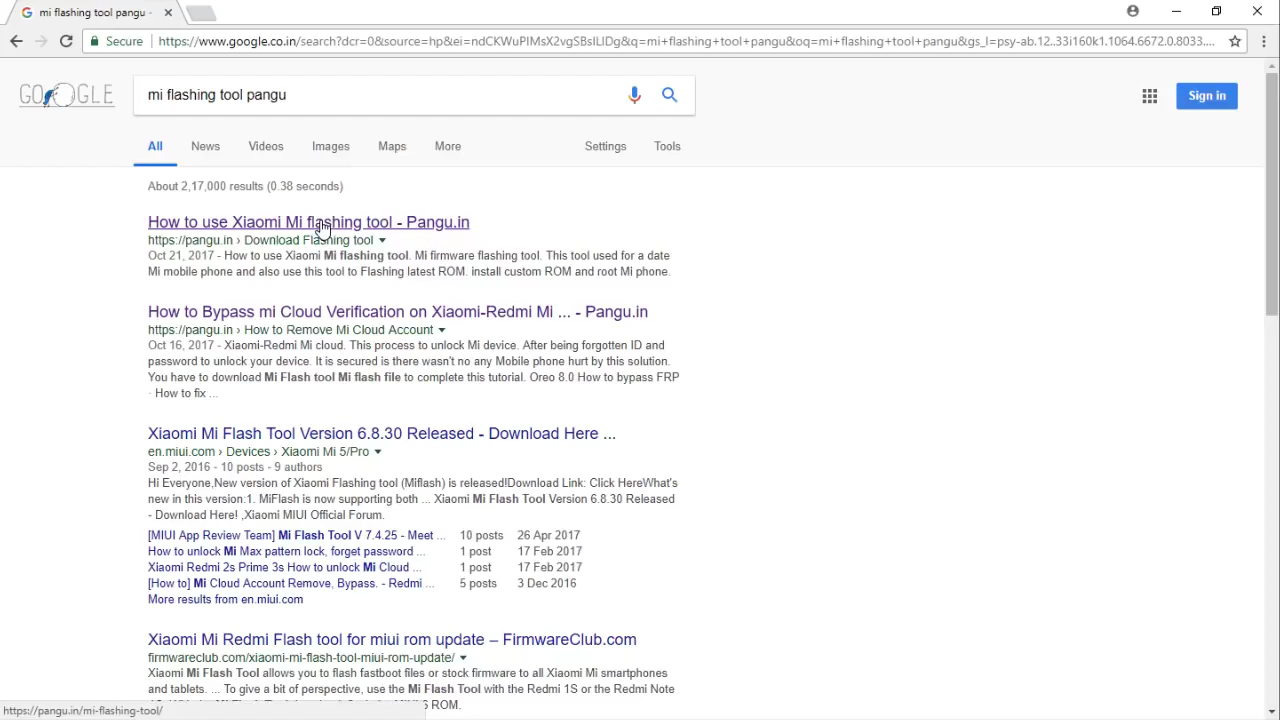 mi flashing tool pangu -
Secure https://www.google.co.in/search?dcr=0&source=hp&ei=ndCKWuPIMsX2vgSBsILIDg&q=mi+flashing+tool+pangu&oq=mi+flashing+tool+pangu&gs_l=psy-ab.12..33i160k1.1064.6672.0.8033....
GOOGLE
mi flashing tool pangu
Sign in
All News Videos Images Maps More Settings Tools
About 2,17,000 results (0.38 seconds)
How to use Xiaomi Mi flashing tool - Pangu.in
https://pangu.in › Download Flashing tool
Oct 21, 2017 - How to use Xiaomi Mi flashing tool. Mi firmware flashing tool. This tool used for a date
Mi mobile phone and also use this tool to Flashing latest ROM. install custom ROM and root Mi phone.
How to Bypass mi Cloud Verification on Xiaomi-Redmi Mi ... - Pangu.in
https://pangu.in › How to Remove Mi Cloud Account
Oct 16, 2017 - Xiaomi-Redmi Mi cloud. This process to unlock Mi device. After being forgotten ID and
password to unlock your device. It is secured is there wasn't no any Mobile phone hurt by this solution.
You have to download Mi Flash tool Mi flash file to complete this tutorial. Oreo 8.0 How to bypass FRP
· How to fix ...
Xiaomi Mi Flash Tool Version 6.8.30 Released - Download Here ...
en.miui.com › Devices › Xiaomi Mi 5/Pro
Sep 2, 2016 - 10 posts - 9 authors
Hi Everyone,New version of Xiaomi Flashing tool (Miflash) is released!Download Link: Click HereWhat's
new in this version:1. MiFlash is now supporting both ... Xiaomi Mi Flash Tool Version 6.8.30 Released
- Download Here! ,Xiaomi MIUI Official Forum.
[MIUI App Review Team] Mi Flash Tool V 7.4.25 - Meet ... 10 posts 26 Apr 2017
How to unlock Mi Max pattern lock, forget password ... 1 post 17 Feb 2017
Xiaomi Redmi 2s Prime 3s How to unlock Mi Cloud ... 1 post 17 Feb 2017
[How to] Mi Cloud Account Remove, Bypass. - Redmi ... 5 posts 3 Dec 2016
More results from en.miui.com
Xiaomi Mi Redmi Flash tool for miui rom update – FirmwareClub.com
firmwareclub.com/xiaomi-mi-flash-tool-miui-rom-update/
Xiaomi Mi Flash Tool allows you to flash fastboot files or stock firmware to all Xiaomi Mi smartphones
and tablets. ... To give a bit of perspective, use the Mi Flash Tool with the Redmi 1S or the Redmi Note
6 ROM.
https://pangu.in/mi-flashing-tool/